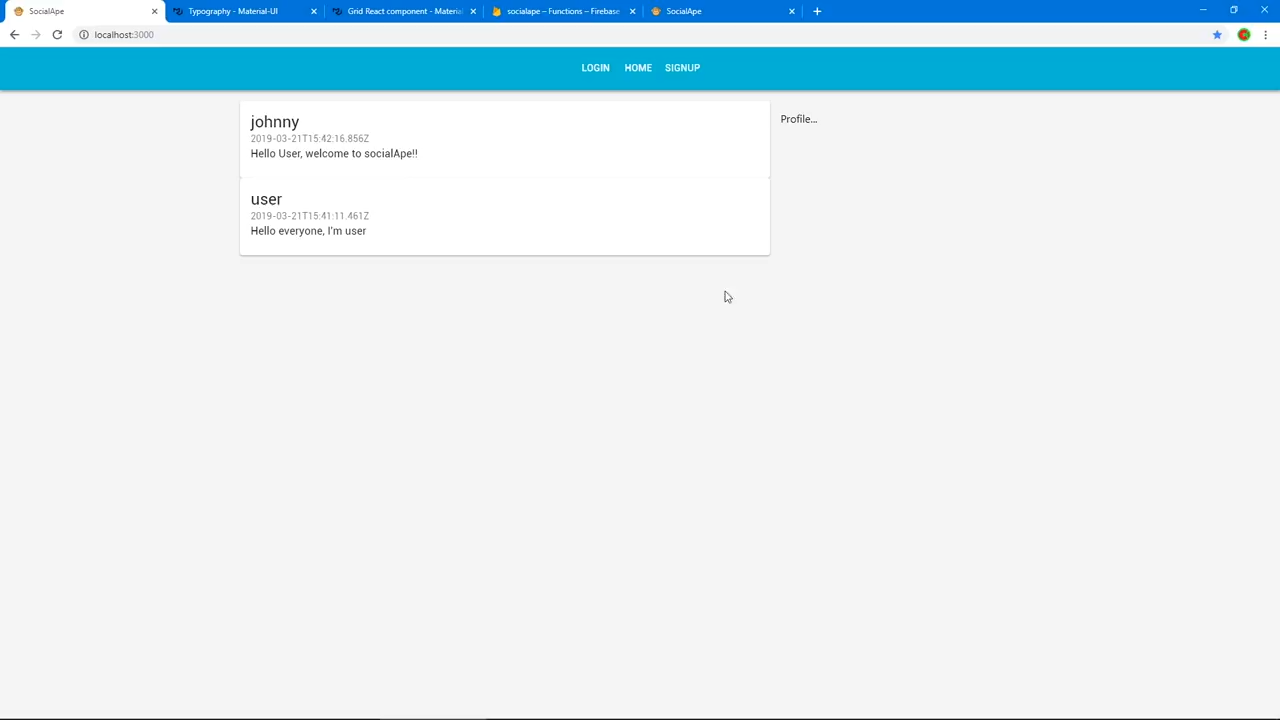 SocialApe
Typography - Material-UI
Grid React component - Material
socialape – Functions – Firebase
SocialApe
localhost:3000
LOGIN HOME SIGNUP
johnny
2019-03-21T15:42:16.856Z
Hello User, welcome to socialApe!!
Profile...
user
2019-03-21T15:41:11.461Z
Hello everyone, I'm user